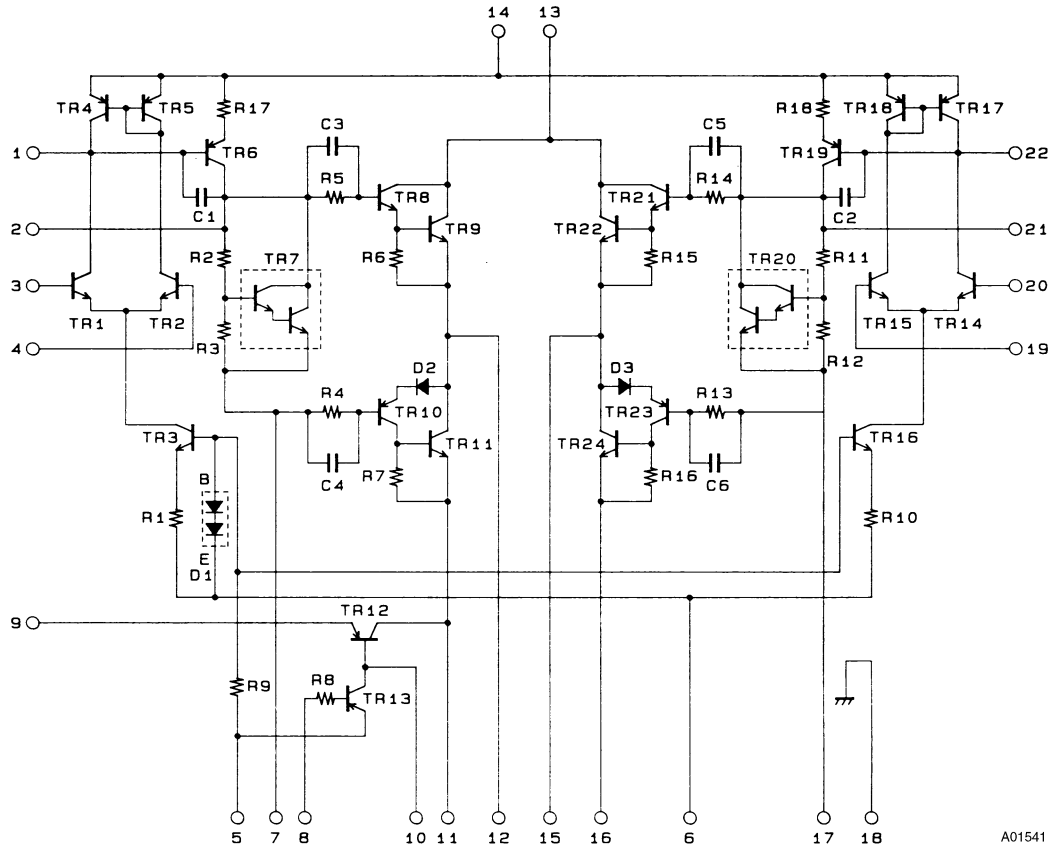 14 13
TR4 TR5 R17 R18 TR18 TR17
C3 C5
1 TR6 TR19 22
R5 TR8 TR21 R14
C1 C2
2 TR9 TR22 21
R2 TR7 R6 R15 TR20 R11
3 20
TR1 TR2 TR15 TR14
R3 R12
4 19
D2 D3
R4 TR10 TR23 R13
TR3 TR11 TR24 TR16
C4 R7 R16 C6
B
R1 R10
E
D1
TR12
9
R9 R8 TR13
5 7 8 10 11 12 15 16 6 17 18
A01541